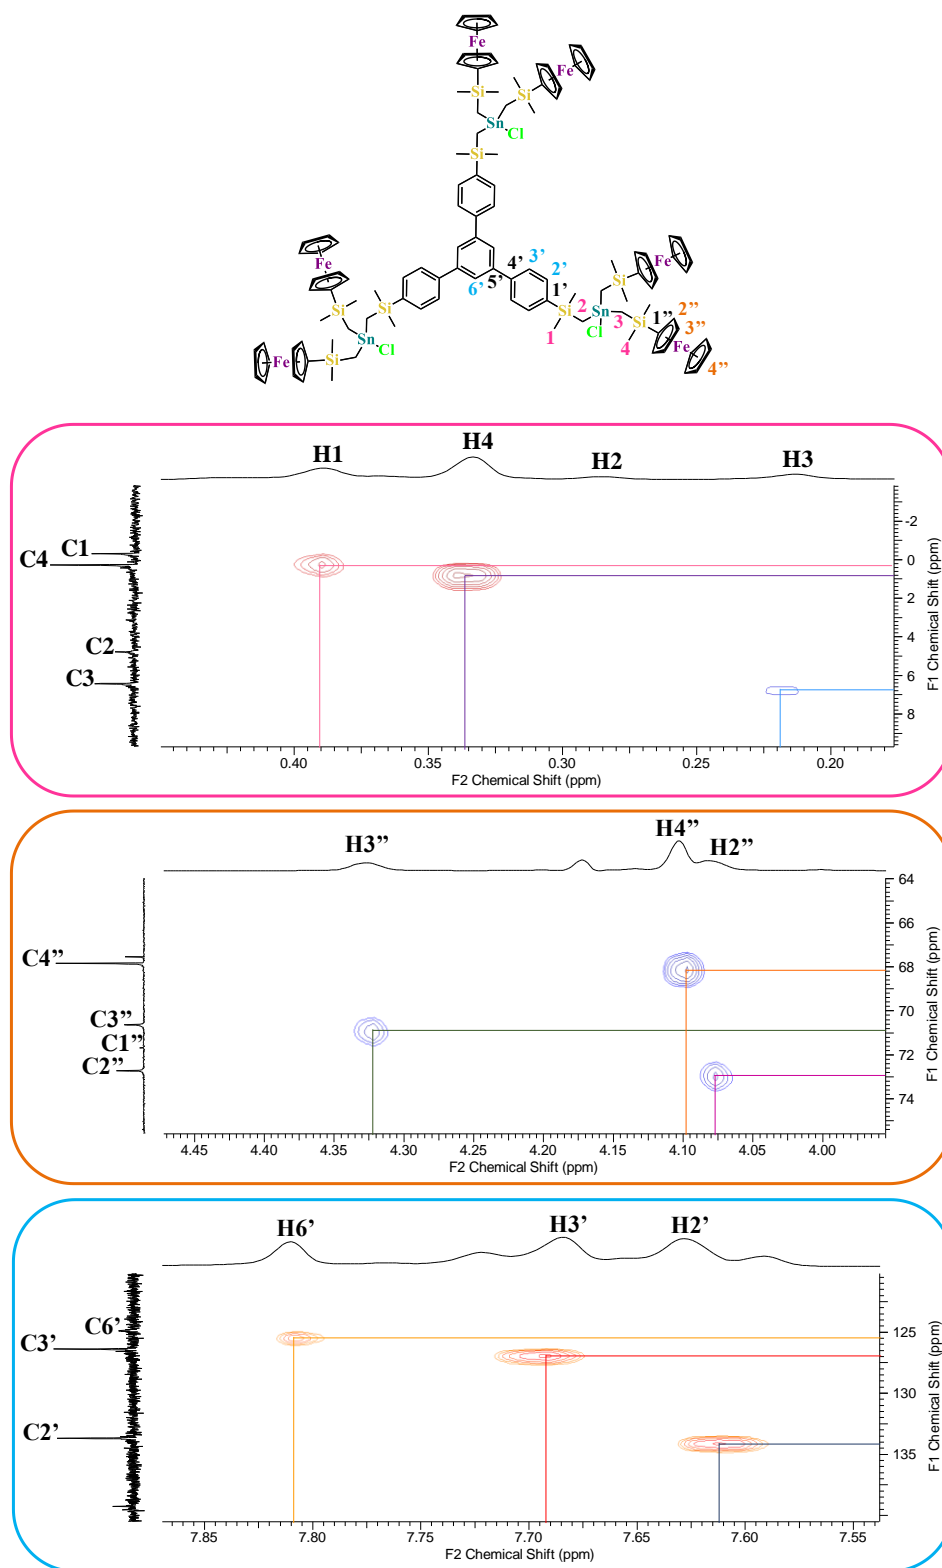 Fe
Fe
Si
Si
Sn
Cl
Si
3’
4’
2’
Fe
Fe
5’
6’
1’
Si
Si
2
Sn
3
Si
1’’
2’’
3’’
Si
Si
1
Cl
4
Fe
Sn
Cl
Fe
Si
4’’
H1
H4
H2
H3
C4
C1
C2
C3
-2
0
2
4
6
8
F1 Chemical Shift (ppm)
0.40
0.35
0.30
0.25
0.20
F2 Chemical Shift (ppm)
H3”
H4”
H2”
C4”
C3”
C1”
C2”
64
66
68
70
72
74
F1 Chemical Shift (ppm)
4.45
4.40
4.35
4.30
4.25
4.20
4.15
4.10
4.05
4.00
F2 Chemical Shift (ppm)
H6’
H3’
H2’
C6’
C3’
C2’
125
130
135
F1 Chemical Shift (ppm)
7.85
7.80
7.75
7.70
7.65
7.60
7.55
F2 Chemical Shift (ppm)